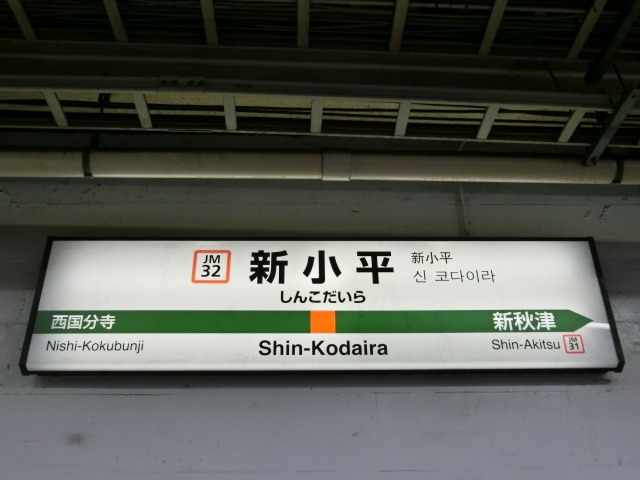 JM
32
新小平
新小平
신 코다이라
しんこだいら
西国分寺
新秋津
Nishi-Kokubunji
Shin-Kodaira
Shin-Akitsu
JM
31